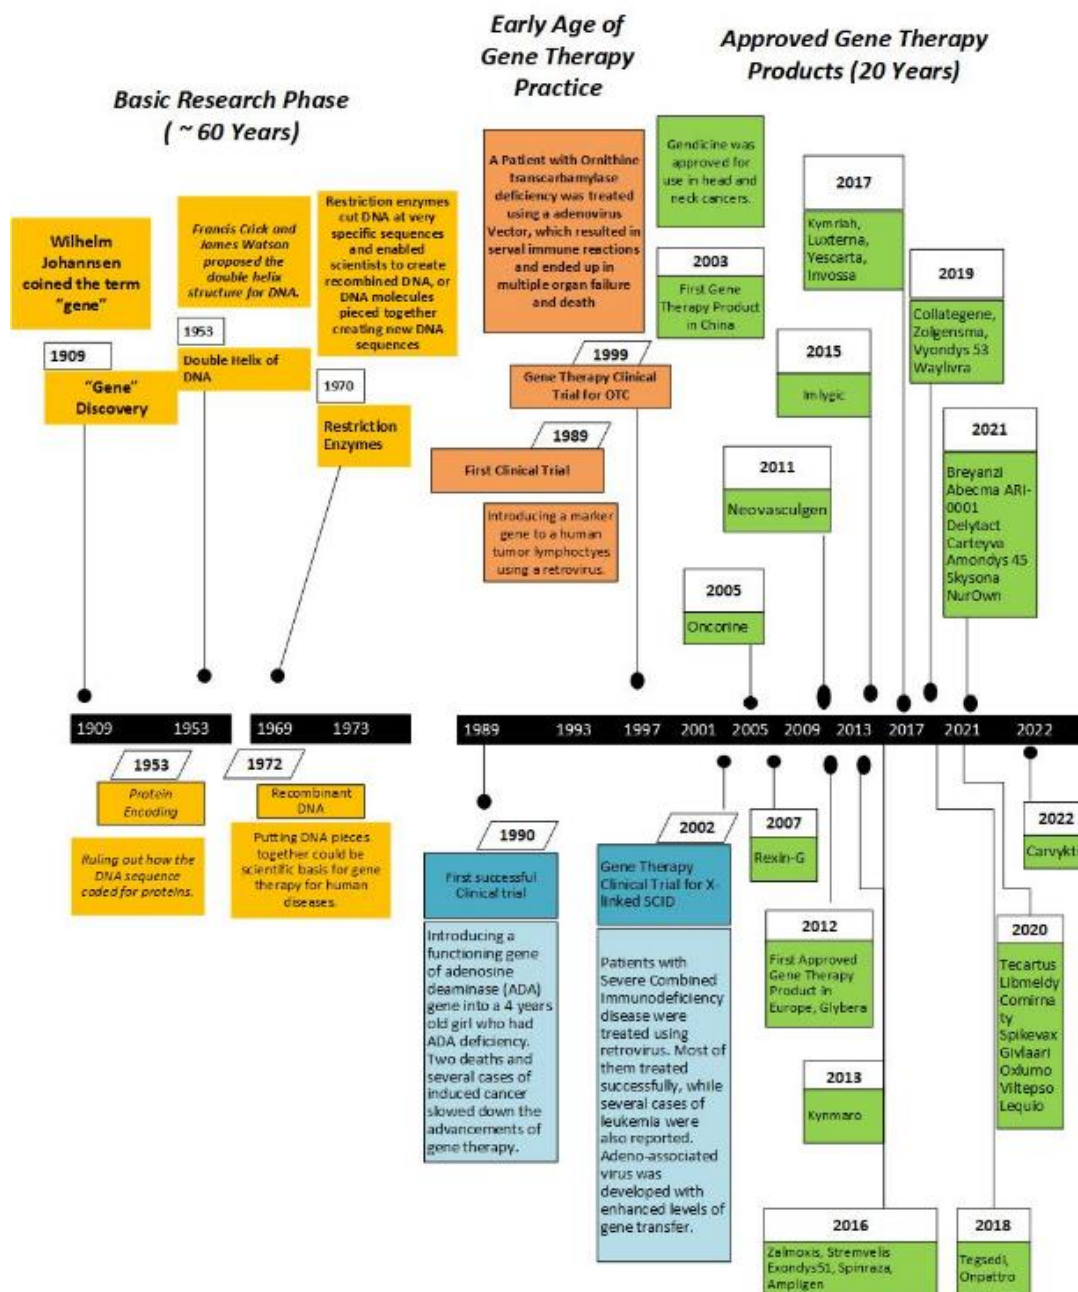 Early Age of
Gene Therapy
Practice
Approved Gene Therapy
Products (20 Years)
Basic Research Phase
( ~ 60 Years)
Wilhelm
Johannsen
coined the term
"gene"
1909
"Gene"
Discovery
Francis Crick and
James Watson
proposed the
double helix
structure for DNA.
1953
Double Helix of
DNA
Restriction enzymes
cut DNA at very
specific sequences
and enabled
scientists to create
recombined DNA, or
DNA molecules
pieced together
creating new DNA
sequences
1970
Restriction
Enzymes
A Patient with Ornithine
transcarbamylase
deficiency was treated
using a adenovirus
Vector, which resulted in
serval immune reactions
and ended up in
multiple organ failure
and death
1999
Gene Therapy Clinical
Trial for OTC
1989
First Clinical Trial
Introducing a marker
gene to a human
tumor lymphoctyes
using a retrovirus.
Gendicine was
approved for
use in head and
neck cancers.
2003
First Gene
Therapy Product
in China
2017
Kymriah,
Luxterna,
Yescarta,
Invossa
2019
Collategene,
Zolgensma,
Vyondys 53
Waylivra
2015
Imlygic
2021
Breyanzi
Abecma ARI-
0001
Delytact
Carteyva
Amondys 45
Skysona
NurOwn
2011
Neovasculgen
2005
Oncorine
1909 1953 1969 1973
1989 1993 1997 2001 2005 2009 2013 2017 2021 2022
1953
Protein
Encoding
Ruling out how the
DNA sequence
coded for proteins.
1972
Recombinant
DNA
Putting DNA pieces
together could be
scientific basis for gene
therapy for human
diseases.
1990
First successful
Clinical trial
Introducing a
functioning gene
of adenosine
deaminase (ADA)
gene into a 4 years
old girl who had
ADA deficiency.
Two deaths and
several cases of
induced cancer
slowed down the
advancements of
gene therapy.
2002
Gene Therapy
Clinical Trial for X-
linked SCID
Patients with
Severe Combined
Immunodeficiency
disease were
treated using
retrovirus. Most of
them treated
successfully, while
several cases of
leukemia were
also reported.
Adeno-associated
virus was
developed with
enhanced levels of
gene transfer.
2007
Rexin-G
2012
First Approved
Gene Therapy
Product in
Europe, Glybera
2013
Kynmaro
2016
Zalmoxis, Stremvelis
Exondys51, Spinraza,
Ampligen
2018
Tegsedi,
Onpattro
2020
Tecartus
Libmeldy
Comirna
ty
Spikevax
Givlaari
Oxlumo
Viltepso
Lequio
2022
Carvykti